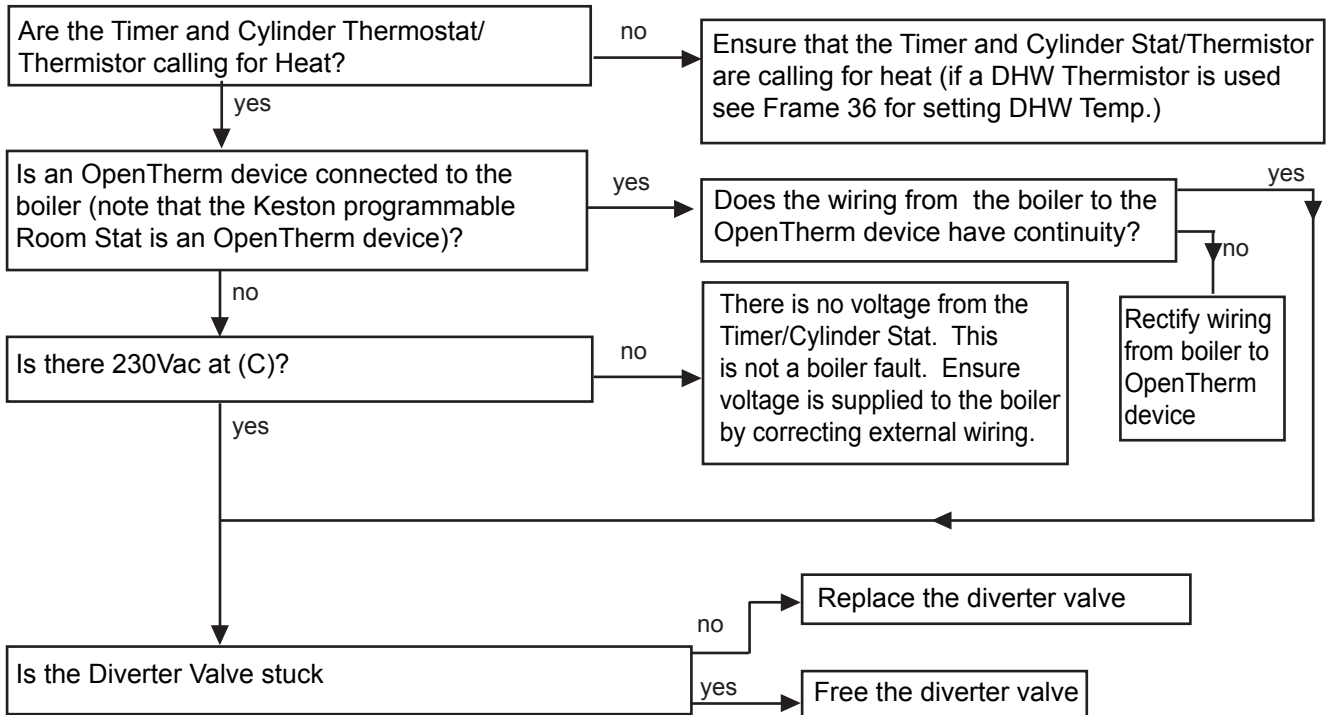 Are the Timer and Cylinder Thermostat/
Thermistor calling for Heat?
no
Ensure that the Timer and Cylinder Stat/Thermistor
are calling for heat (if a DHW Thermistor is used
see Frame 36 for setting DHW Temp.)
yes
Is an OpenTherm device connected to the
boiler (note that the Keston programmable
Room Stat is an OpenTherm device)?
yes
Does the wiring from the boiler to the
OpenTherm device have continuity?
yes
no
Rectify wiring
from boiler to
OpenTherm
device
no
Is there 230Vac at (C)?
no
There is no voltage from the
Timer/Cylinder Stat. This
is not a boiler fault. Ensure
voltage is supplied to the boiler
by correcting external wiring.
yes
Is the Diverter Valve stuck
no
Replace the diverter valve
yes
Free the diverter valve